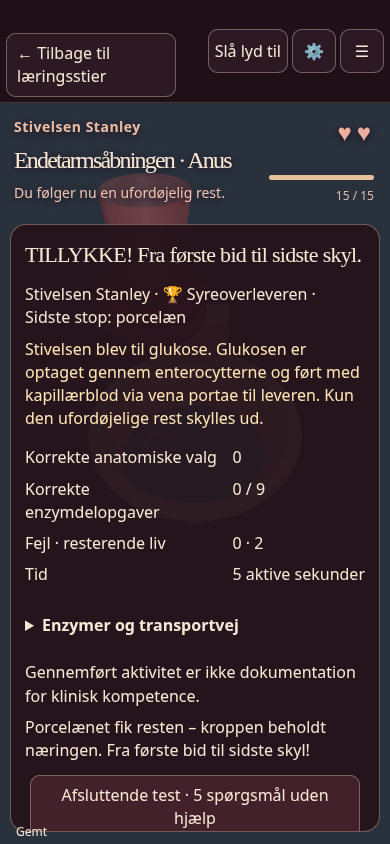 ← Tilbage til
læringsstier
Slå lyd til
⚙️
☰
Stivelsen Stanley
♥ ♥
Endetarmsåbningen · Anus
Du følger nu en ufordøjelig rest.
15 / 15
TILLYKKE! Fra første bid til sidste skyl.
Stivelsen Stanley · 🏆 Syreoverleveren ·
Sidste stop: porcelæn
Stivelsen blev til glukose. Glukosen er
optaget gennem enterocytterne og ført med
kapillærblod via vena portae til leveren. Kun
den ufordøjelige rest skylles ud.
Korrekte anatomiske valg 0
Korrekte 0 / 9
enzymdelopgaver
Fejl · resterende liv 0 · 2
Tid 5 aktive sekunder
▶ Enzymer og transportvej
Gennemført aktivitet er ikke dokumentation
for klinisk kompetence.
Porcelænet fik resten – kroppen beholdt
næringen. Fra første bid til sidste skyl!
Afsluttende test · 5 spørgsmål uden
hjælp
Gemt